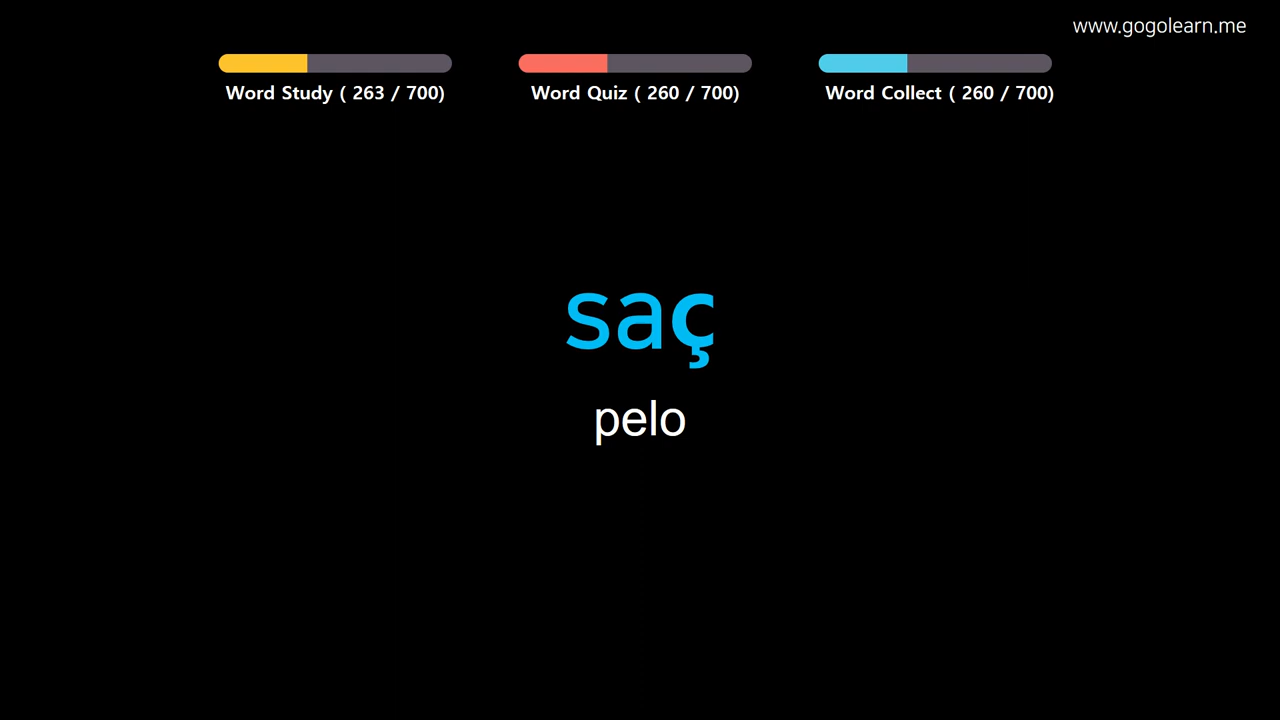 www.gogolearn.me
Word Study ( 263 / 700)
Word Quiz ( 260 / 700)
Word Collect ( 260 / 700)
saç
pelo